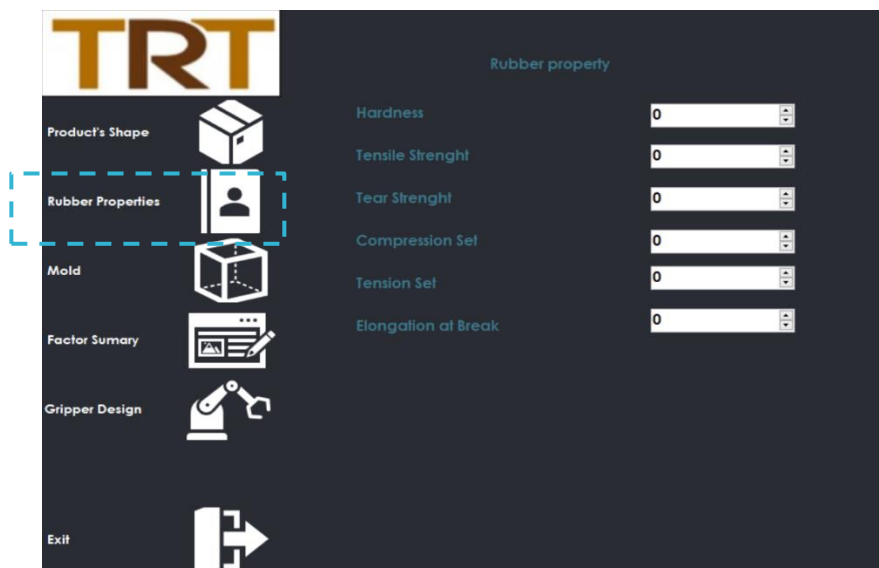 TRT
Rubber property
Product's Shape
Rubber Properties
Mold
Factor Sumary
Gripper Design
Exit
Hardness 0
Tensile Strenght 0
Tear Strenght 0
Compression Set 0
Tension Set 0
Elongation at Break 0